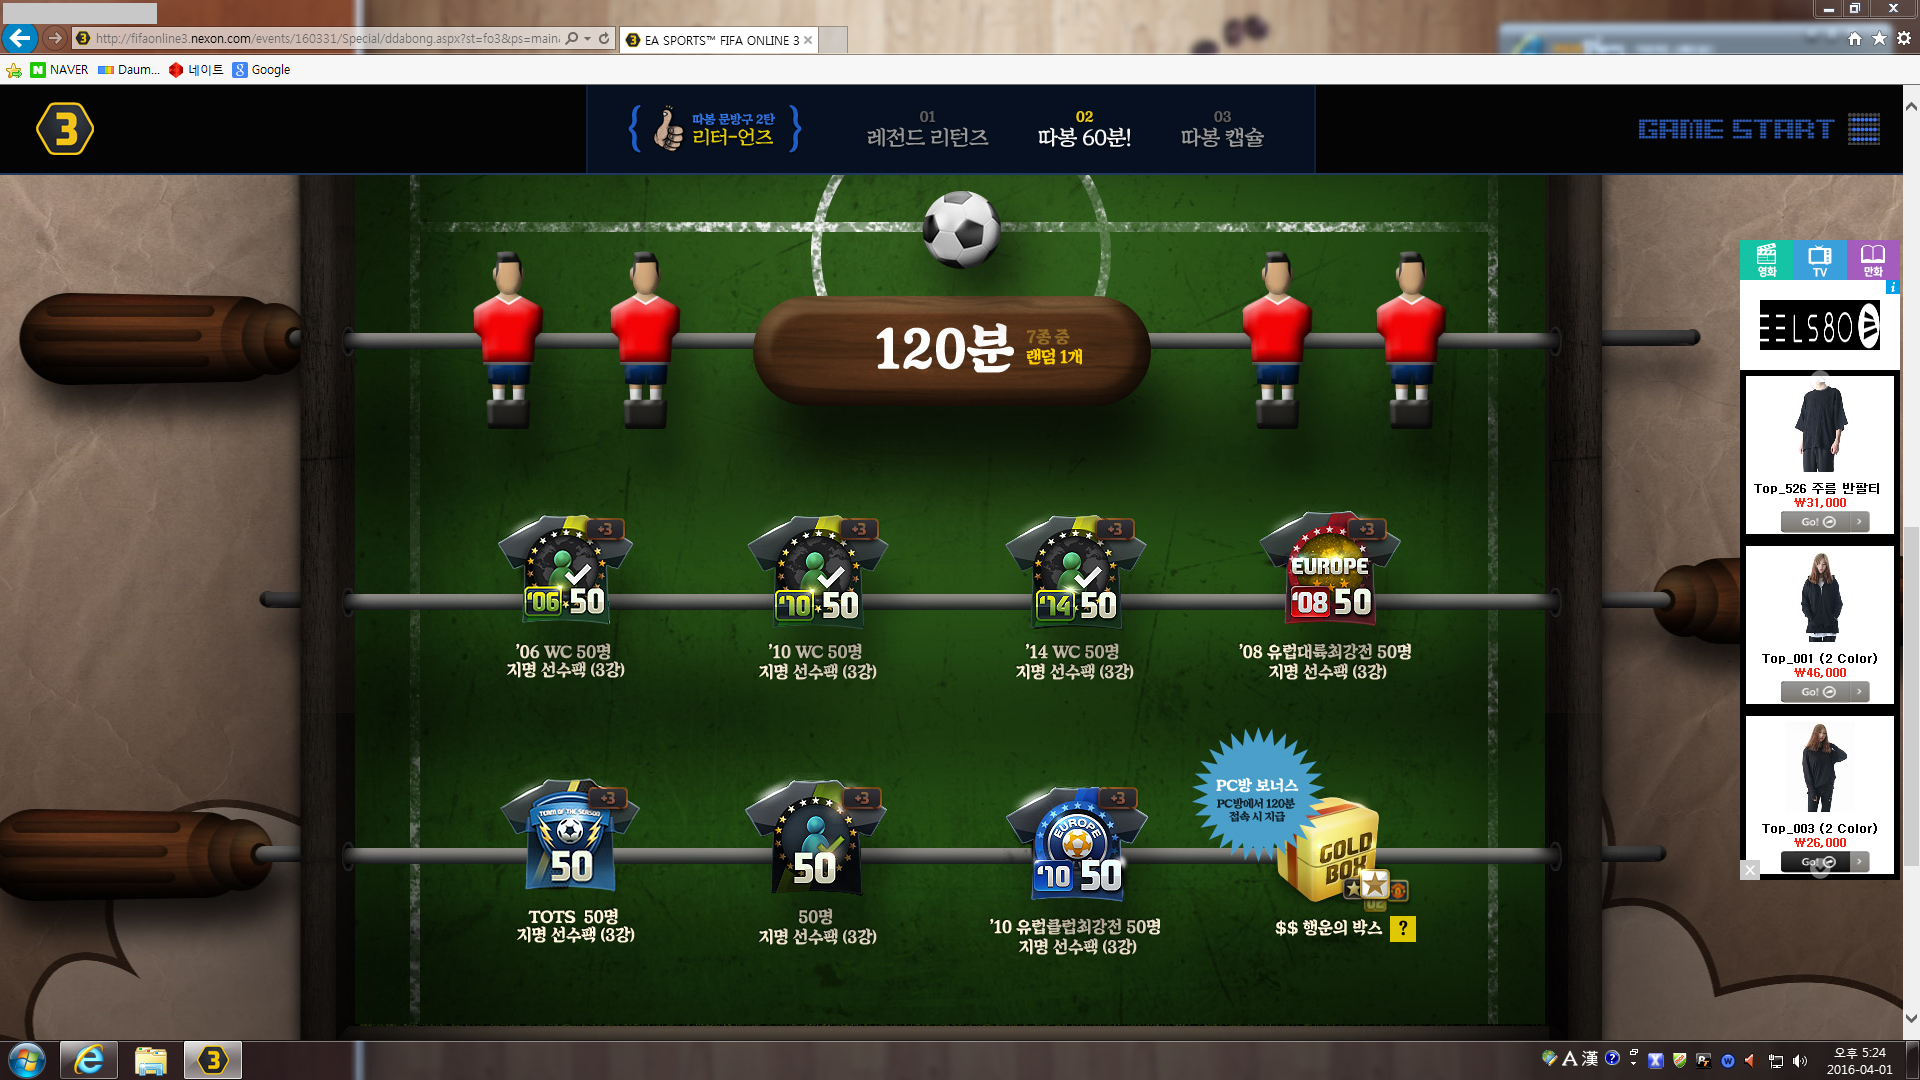 http://fifaonline3.nexon.com/events/160331/Special/ddabong.aspx?st=fo3&ps=main
EA SPORTS™ FIFA ONLINE 3
NAVER
Daum...
네이트
Google
3
따봉 문방구 2탄
리터-언즈
01
레전드 리턴즈
02
따봉 60분!
03
따봉 캡슐
GAME START
120분
7종 중
랜덤 1개
+3
'06 50
+3
'10 50
+3
'14 50
+3
EUROPE
'08 50
'06 WC 50명
지명 선수팩 (3강)
'10 WC 50명
지명 선수팩 (3강)
'14 WC 50명
지명 선수팩 (3강)
'08 유럽대륙최강전 50명
지명 선수팩 (3강)
+3
TEAM OF THE SEASON
50
+3
50
+3
EUROPE
'10 50
PC방 보너스
PC방에서 120분
접속 시 지급
GOLD
BOX
TOTS 50명
지명 선수팩 (3강)
50명
지명 선수팩 (3강)
'10 유럽클럽최강전 50명
지명 선수팩 (3강)
$$ 행운의 박스 ?
영화
TV
만화
EELS80
Top_526 주름 반팔티
₩31,000
Go!
Top_001 (2 Color)
₩46,000
Go!
Top_003 (2 Color)
₩26,000
Go!
A 漢
오후 5:24
2016-04-01